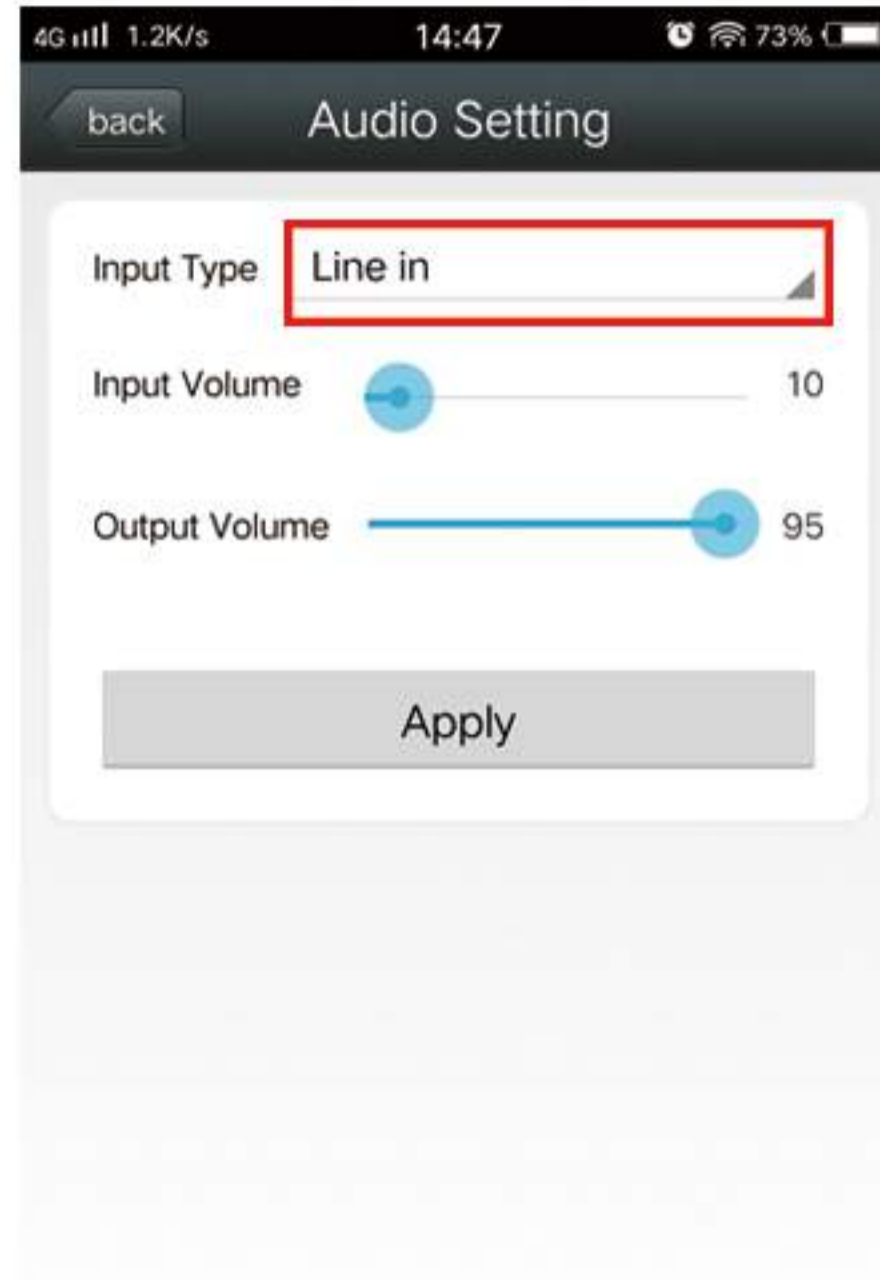 4G 1.2K/s 14:47 73%
back Audio Setting
Input Type Line in
Input Volume 10
Output Volume 95
Apply